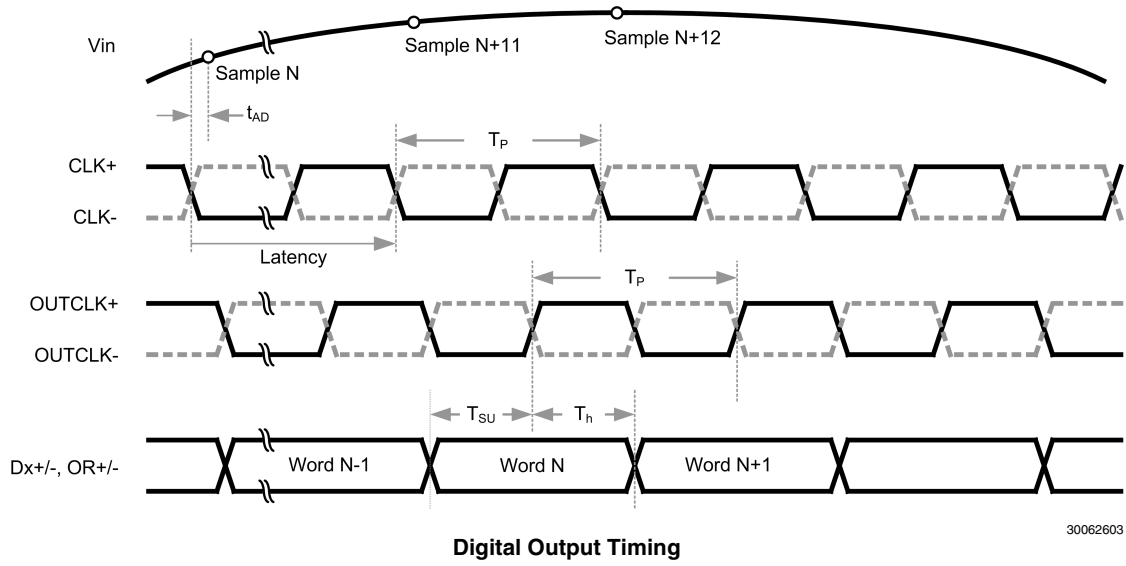 Vin
Sample N
Sample N+11
Sample N+12
tAD
TP
CLK+
CLK-
Latency
TP
OUTCLK+
OUTCLK-
TSU
Th
Dx+/-, OR+/-
Word N-1
Word N
Word N+1
30062603
Digital Output Timing